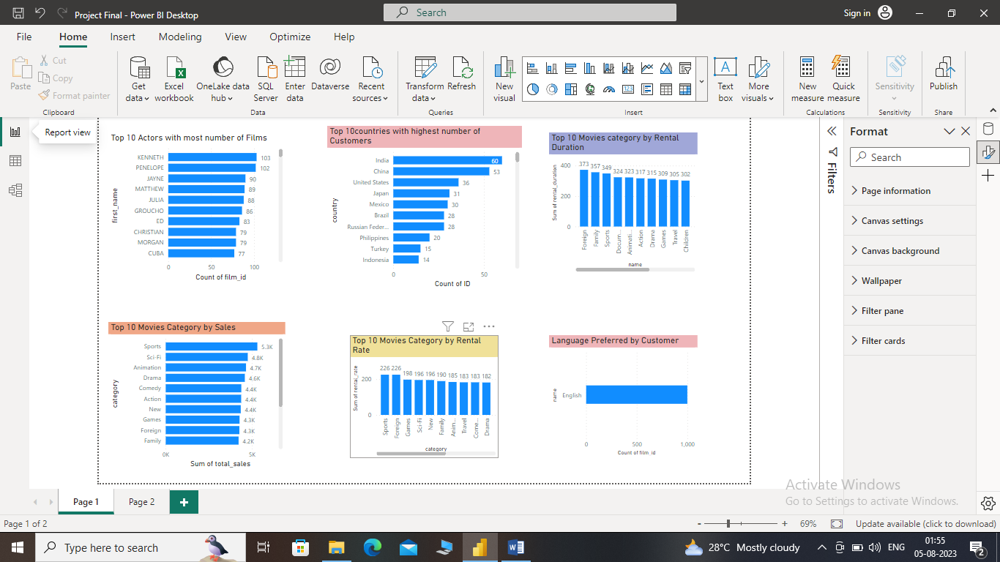 Project Final - Power BI Desktop
Search
Sign in
File Home Insert Modeling View Optimize Help
Paste
Cut
Copy
Format painter
Get data
Excel workbook
OneLake data hub
SQL Server
Enter data
Dataverse
Recent sources
Transform data
Refresh
New visual
123
A
Text box
More visuals
New measure
Quick measure
Sensitivity
Publish
Clipboard
Data
Queries
Insert
Calculations
Sensitivity
Share
Report view
Top 10 Actors with most number of Films
first_name
KENNETH 103
PENELOPE 102
JAYNE 90
MATTHEW 89
JULIA 88
GROUCHO 86
ED 83
CHRISTIAN 79
MORGAN 79
CUBA 77
0 50 100
Count of film_id
Top 10countries with highest number of
Customers
country
India 60
China 53
United States 36
Japan 31
Mexico 30
Brazil 28
Russian Feder... 28
Philippines 20
Turkey 15
Indonesia 14
0 50
Count of ID
Top 10 Movies category by Rental
Duration
Sum of rental_duration
400
200
0
373 357 349 324 323 317 315 309 305 302
Foreign Family Sports Docum... Animati... Action Drama Games Travel Children
name
Top 10 Movies Category by Sales
category
Sports 5.3K
Sci-Fi 4.8K
Animation 4.7K
Drama 4.6K
Comedy 4.4K
Action 4.4K
New 4.4K
Games 4.3K
Foreign 4.3K
Family 4.2K
0K 5K
Sum of total_sales
Top 10 Movies Category by Rental
Rate
Sum of rental_rate
200
0
226 226 198 196 196 190 185 183 183 182
Sports Foreign Games Sci-Fi New Family Anim... Travel Come... Drama
category
Language Preferred by Customer
name
English
0 500 1,000
Count of film_id
Filters
Format
Search
Page information
Canvas settings
Canvas background
Wallpaper
Filter pane
Filter cards
Activate Windows
Go to Settings to activate Windows.
Page 1 Page 2 +
Page 1 of 2
- + 69%
Update available (click to download)
Type here to search
W
28°C Mostly cloudy
ENG
01:55
05-08-2023
2